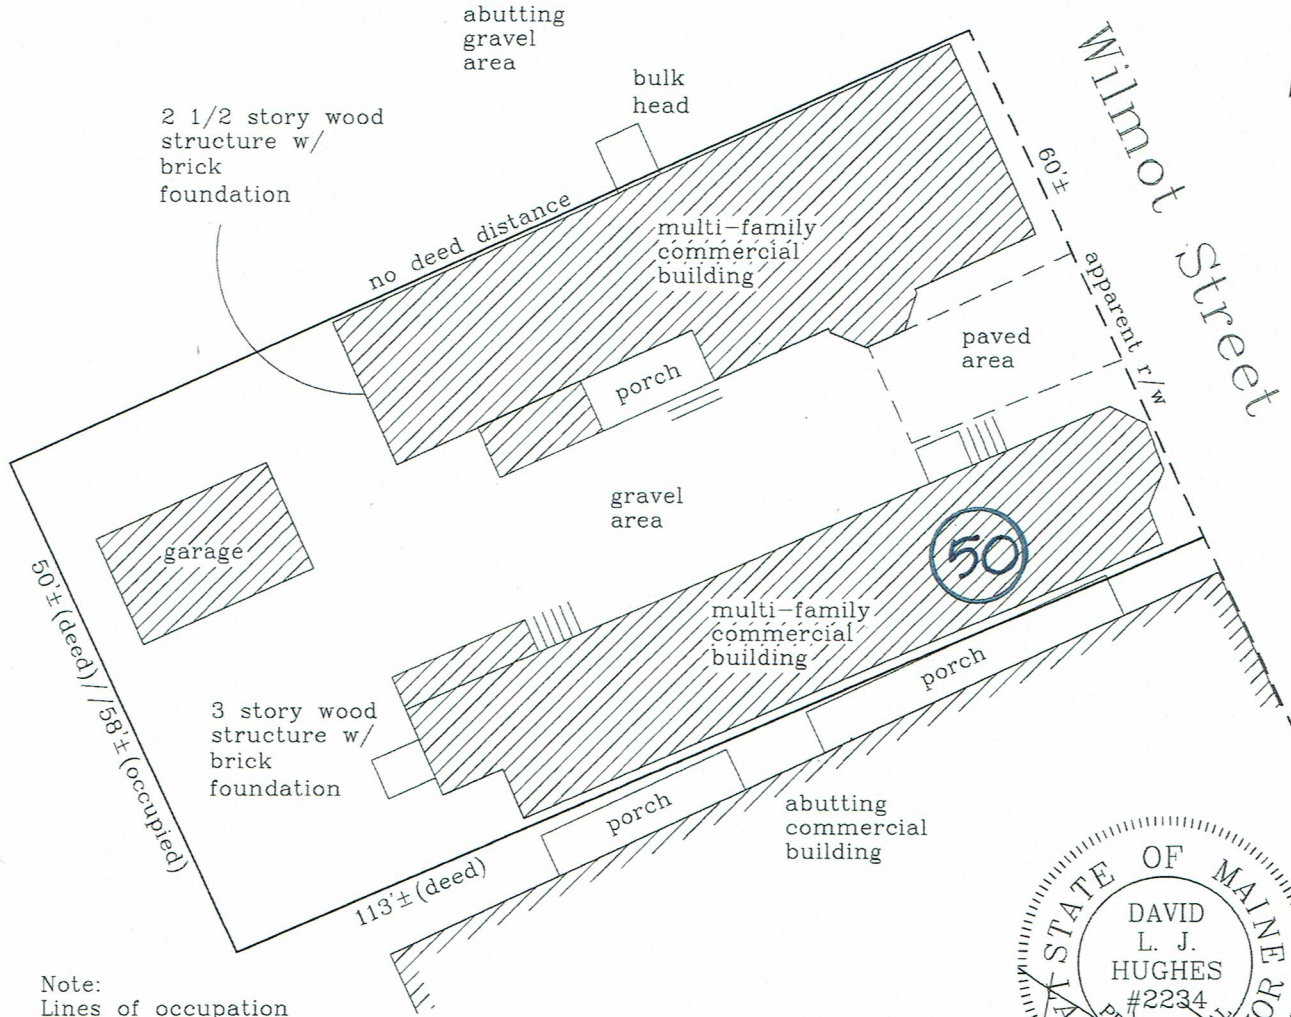 abutting
gravel
area
bulk
head
2 1/2 story wood
structure w/
brick
foundation
Wilmot Street
60'±
no deed distance
multi-family
commercial
building
apparent r/w
paved
area
porch
gravel
area
garage
50
50'±(deed)//58'±(occupied)
multi-family
commercial
building
porch
3 story wood
structure w/
brick
foundation
porch
abutting
commercial
building
113'±(deed)
STATE OF MAINE
DAVID
L. J.
HUGHES
#2234
Note:
Lines of occupation